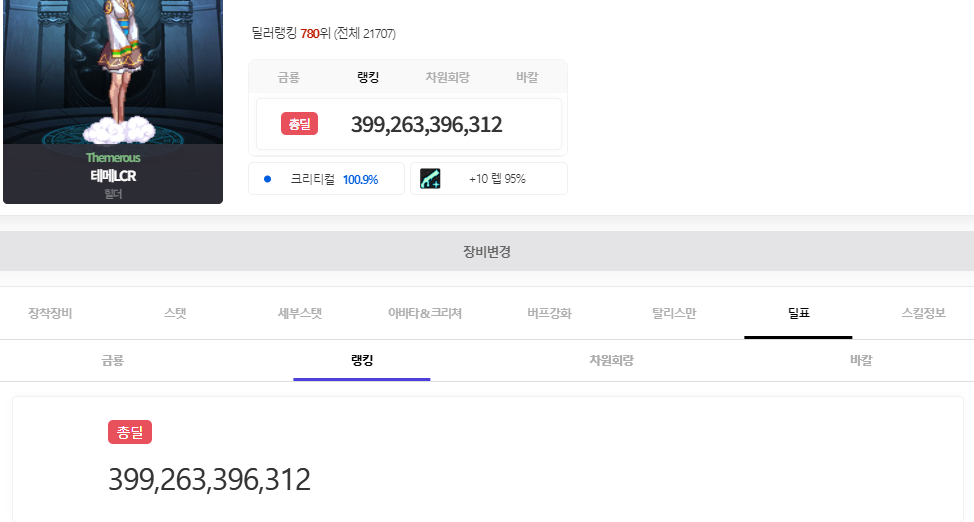 딜러랭킹 780위 (전체 21707)
금룡 랭킹 차원회랑 바칼
총딜 399,263,396,312
크리티컬 100.9% +10 렙 95%
Themerous
테메LCR
힐더
장비변경
장착장비 스탯 세부스탯 아바타&크리쳐 버프강화 탈리스만 딜표 스킬정보
금룡 랭킹 차원회랑 바칼
총딜
399,263,396,312